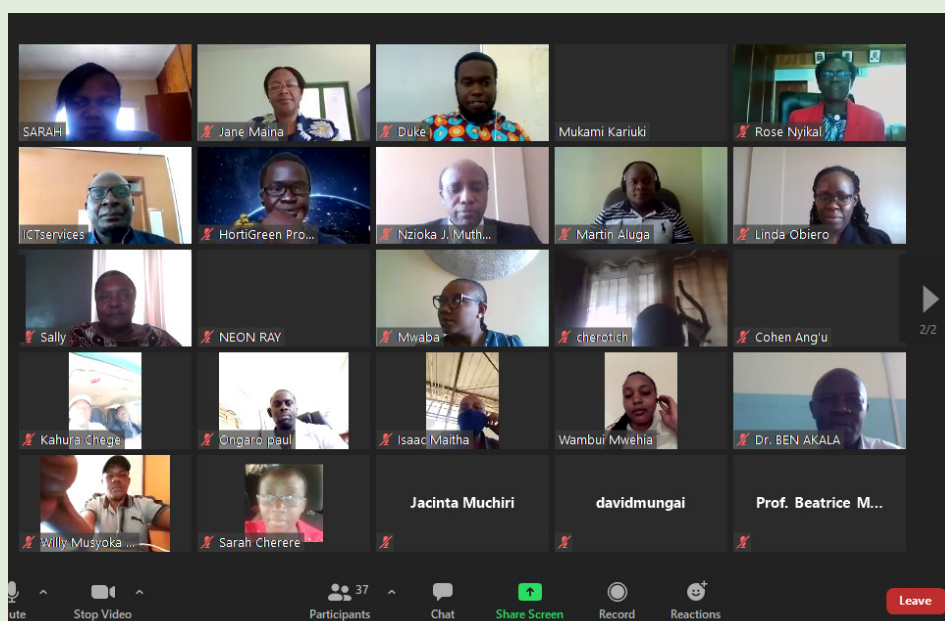 SARAH
Jane Maina
Duke
Mukami Kariuki
Rose Nyikal
ICTservices
HortiGreen Pro...
Nzioka J. Muth...
Martin Aluga
Linda Obiero
Sally
NEON RAY
Mwaba
cherotich
Cohen Ang'u
2/2
Kahura Chege
Ongaro paul
Isaac Maitha
Wambui Mwehia
Dr. BEN AKALA
Willy Musyoka ...
Sarah Cherere
Jacinta Muchiri
davidmungai
Prof. Beatrice M...
37
ute
Stop Video
Participants
Chat
Share Screen
Record
Reactions
Leave